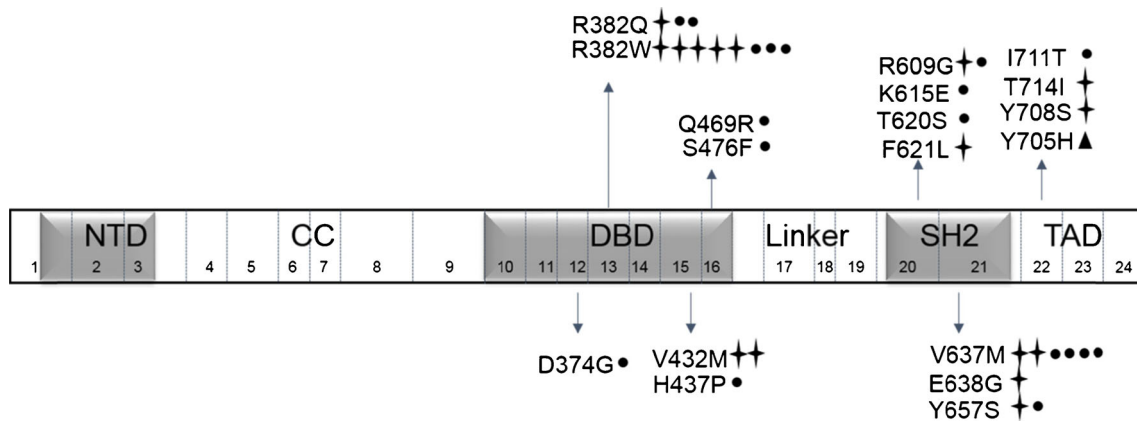 R382Q
R382W
R609G
K615E
T620S
F621L
I711T
T714I
Y708S
Y705H
Q469R
S476F
NTD CC DBD Linker SH2 TAD
1 2 3 4 5 6 7 8 9 10 11 12 13 14 15 16 17 18 19 20 21 22 23 24
D374G
V432M
H437P
V637M
E638G
Y657S